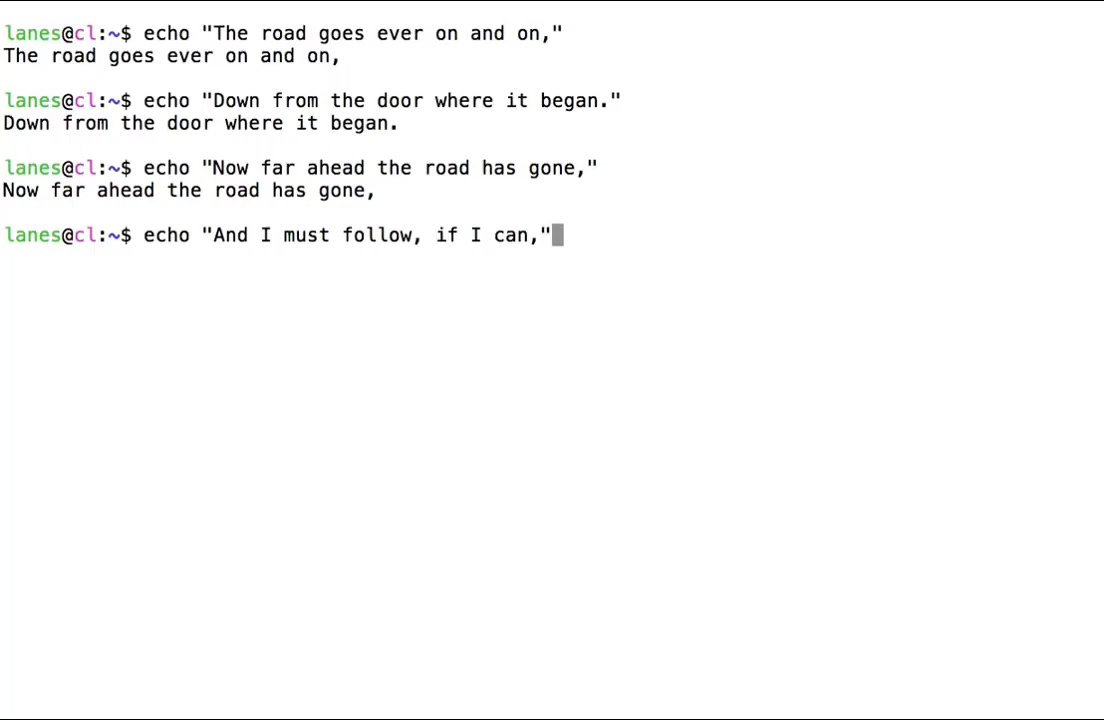 lanes@cl:~$ echo "The road goes ever on and on,"
The road goes ever on and on,
lanes@cl:~$ echo "Down from the door where it began."
Down from the door where it began.
lanes@cl:~$ echo "Now far ahead the road has gone,"
Now far ahead the road has gone,
lanes@cl:~$ echo "And I must follow, if I can,"